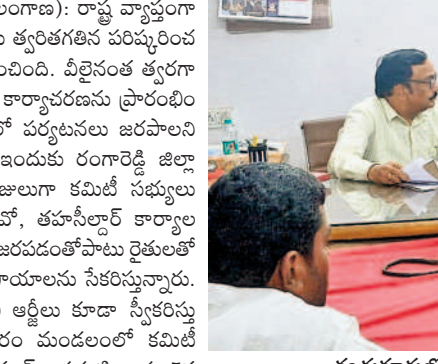 లంగాణ): రాష్ట్ర వ్యాప్తంగా
త్వరితగతిన పరిష్కరించ
చింది. వీలైనంత త్వరగా
కార్యాచరణను ప్రారంభిం
లో పర్యటనలు జరపాలని
ఇందుకు రంగారెడ్డి జిల్లా
జులుగా కమిటీ సభ్యులు
వో, తహసీల్దార్ కార్యాల
జరపడంతోపాటు రైతులతో
సాయాలను సేకరిస్తున్నారు.
ఆర్జీలు కూడా స్వీకరిస్తు
రం మండలంలో కమిటీ